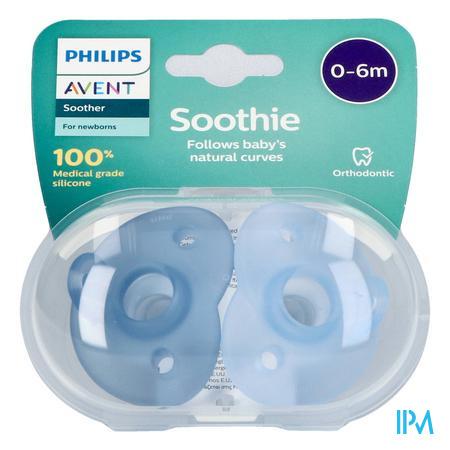 PHILIPS
AVENT
Soother
For newborns
100%
Medical grade
silicone
Soothie
Follows baby's
natural curves
0-6m
Orthodontic
IPM